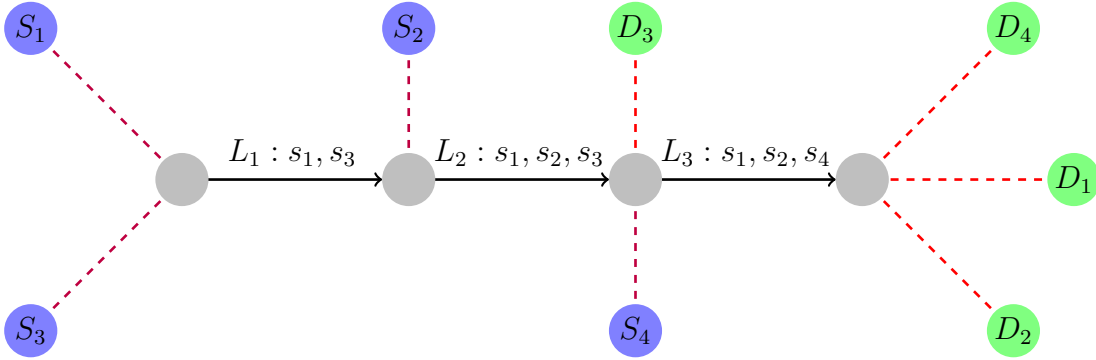 S₁
S₂
D₃
D₄
L₁ : s₁, s₃
L₂ : s₁, s₂, s₃
L₃ : s₁, s₂, s₄
D₁
S₃
S₄
D₂